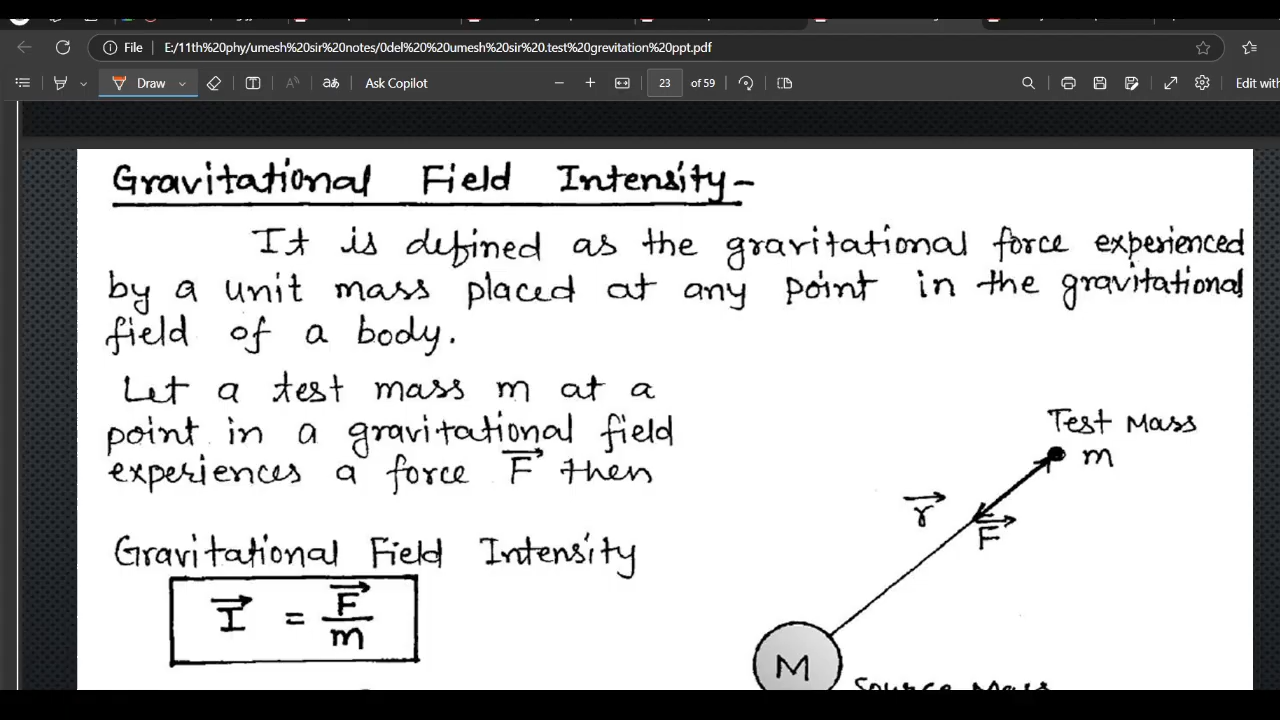 File E:/11th%20phy/umesh%20sir%20notes/0del%20%20umesh%20sir%20.test%20grevitation%20ppt.pdf
Draw Ask Copilot 23 of 59 Edit with
Gravitational Field Intensity-
It is defined as the gravitational force experienced
by a unit mass placed at any point in the gravitational
field of a body.
Let a test mass m at a
point in a gravitational field
experiences a force F⃗ then
Test Mass
m
r⃗
F⃗
Gravitational Field Intensity
I⃗ = F⃗/m
M
Source Mass